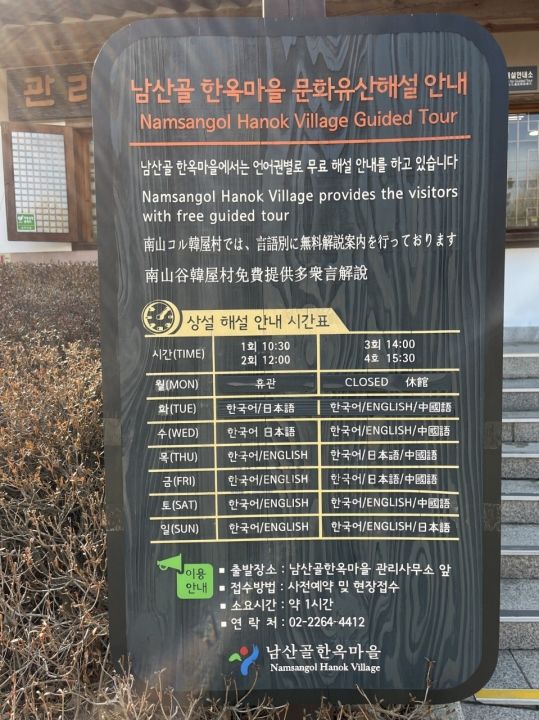 관리
해설안내소
남산골 한옥마을 문화유산해설 안내
Namsangol Hanok Village Guided Tour
남산골 한옥마을에서는 언어권별로 무료 해설 안내를 하고 있습니다
Namsangol Hanok Village provides the visitors
with free guided tour
南山コル韓屋村では、言語別に無料解説案内を行っております
南山谷韓屋村免費提供多衆言解說
상설 해설 안내 시간표
시간(TIME) 1회 10:30 3회 14:00
2회 12:00 4호 15:30
월(MON) 휴관 CLOSED 休館
화(TUE) 한국어/日本語 한국어/ENGLISH/中國語
수(WED) 한국어 日本語 한국어/ENGLISH/中國語
목(THU) 한국어/ENGLISH 한국어/日本語/中國語
금(FRI) 한국어/ENGLISH 한국어/日本語/中國語
토(SAT) 한국어/ENGLISH 한국어/ENGLISH/中國語
일(SUN) 한국어/ENGLISH 한국어/ENGLISH/日本語
이용
안내
■ 출발장소 : 남산골한옥마을 관리사무소 앞
■ 접수방법 : 사전예약 및 현장접수
■ 소요시간 : 약 1시간
■ 연 락 처 : 02-2264-4412
남산골한옥마을
Namsangol Hanok Village